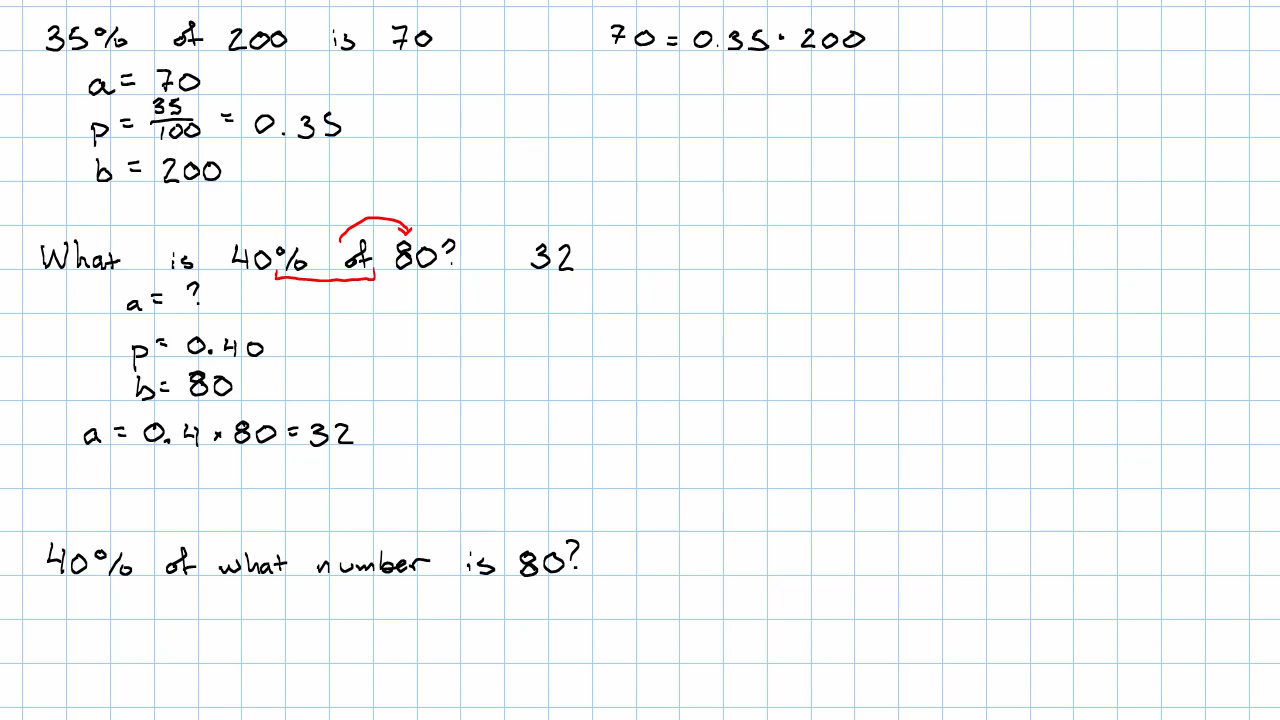 35% of 200 is 70
70 = 0.35 · 200
a = 70
p = 35/100 = 0.35
b = 200
What is 40% of 80? 32
a = ?
p = 0.40
b = 80
a = 0.4 × 80 = 32
40% of what number is 80?